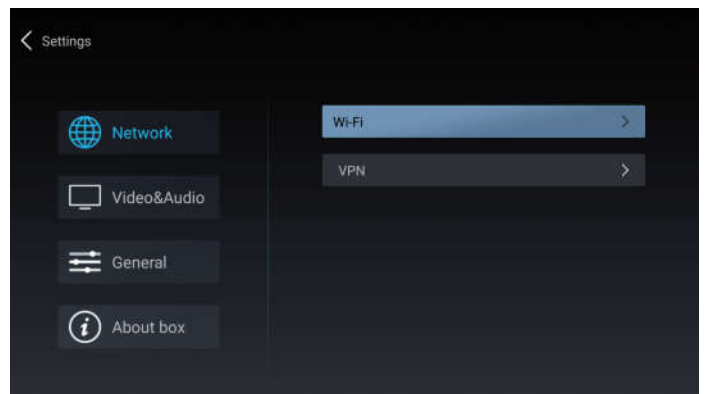 Settings
Network
Video&Audio
General
About box
Wi-Fi
VPN